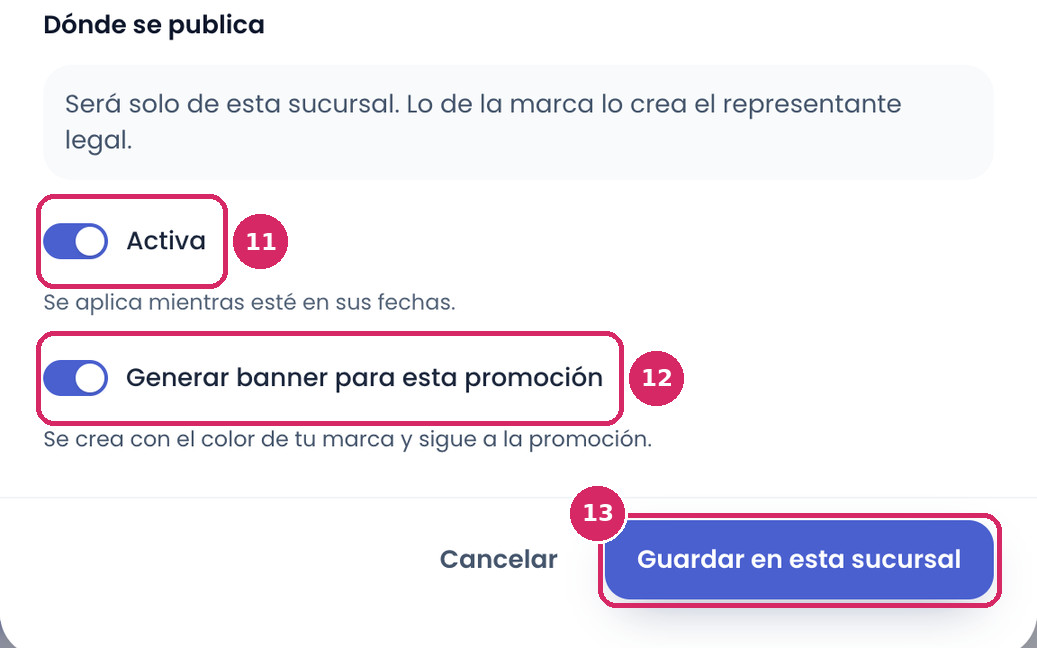 Dónde se publica
Será solo de esta sucursal. Lo de la marca lo crea el representante
legal.
Activa
11
Se aplica mientras esté en sus fechas.
Generar banner para esta promoción
12
Se crea con el color de tu marca y sigue a la promoción.
13
Cancelar
Guardar en esta sucursal